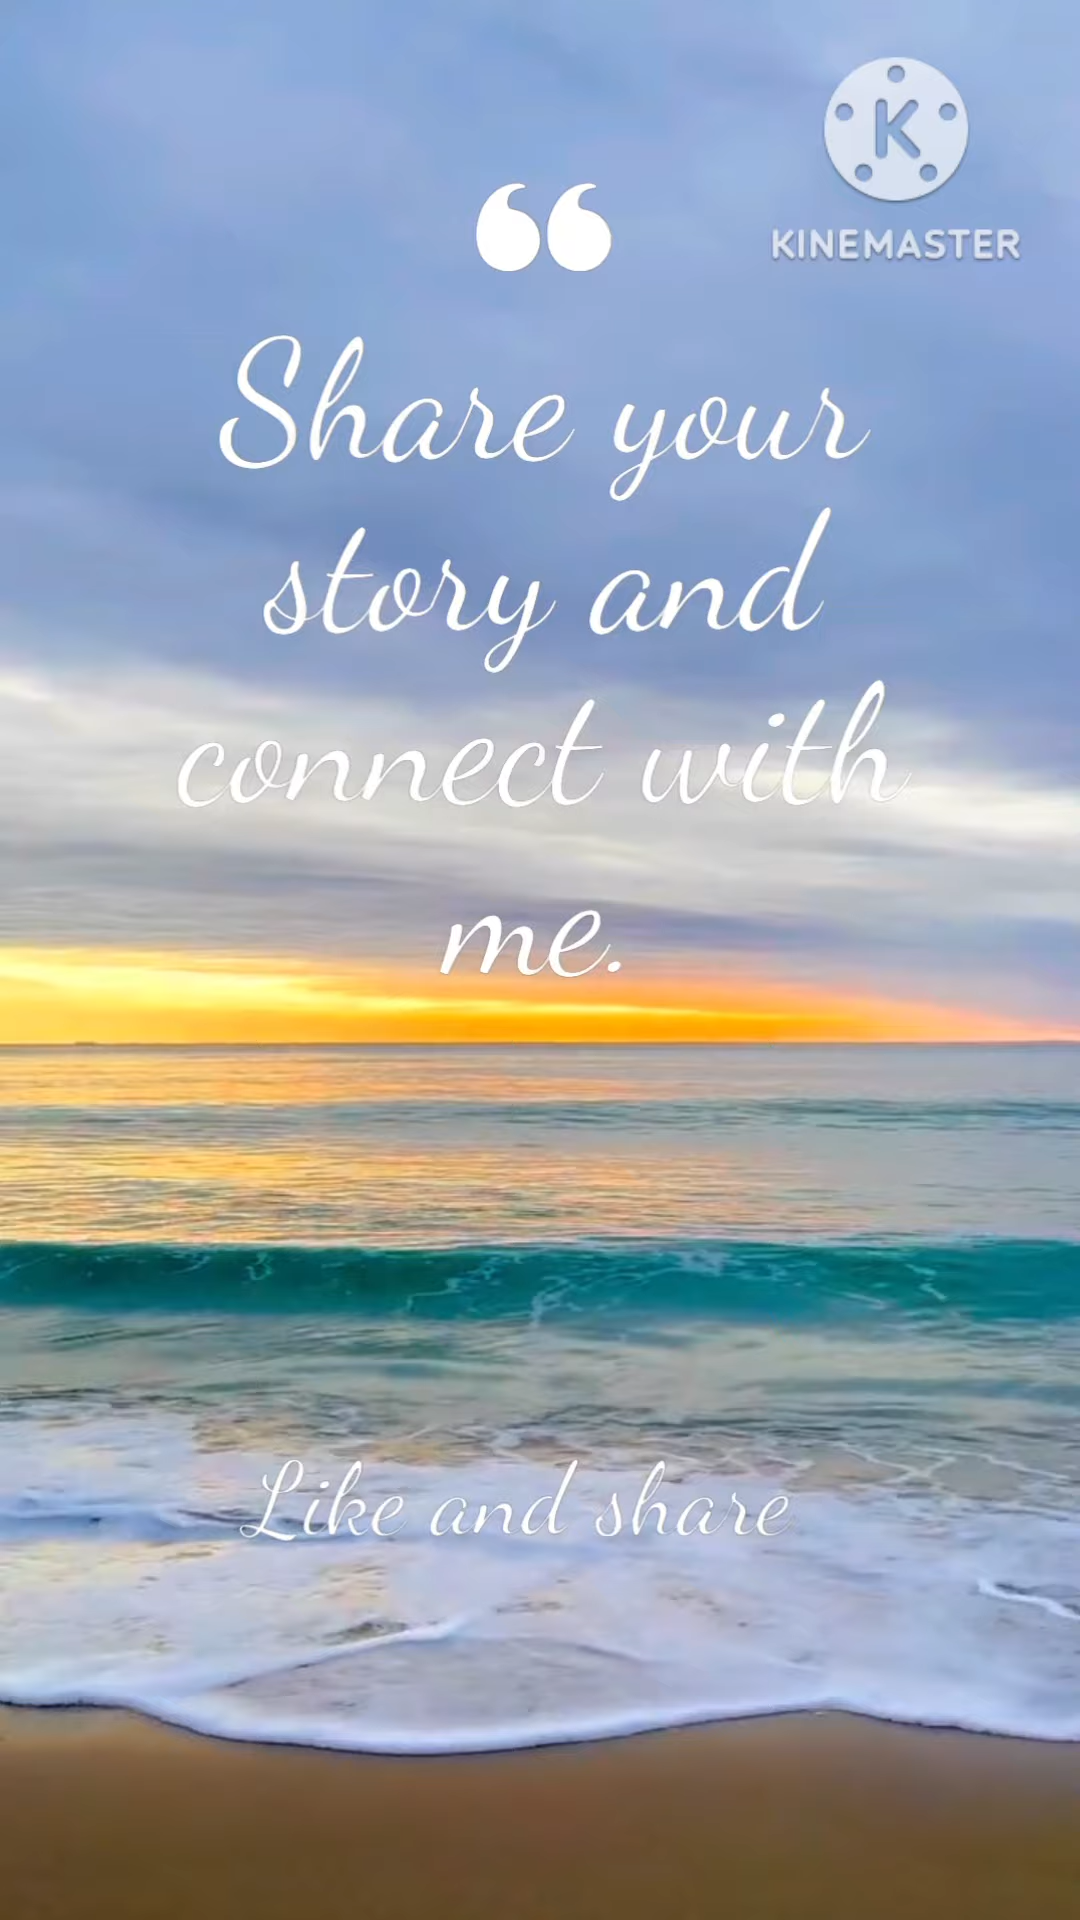 K
KINEMASTER
❝
Share your
story and
connect with
me.
Like and share